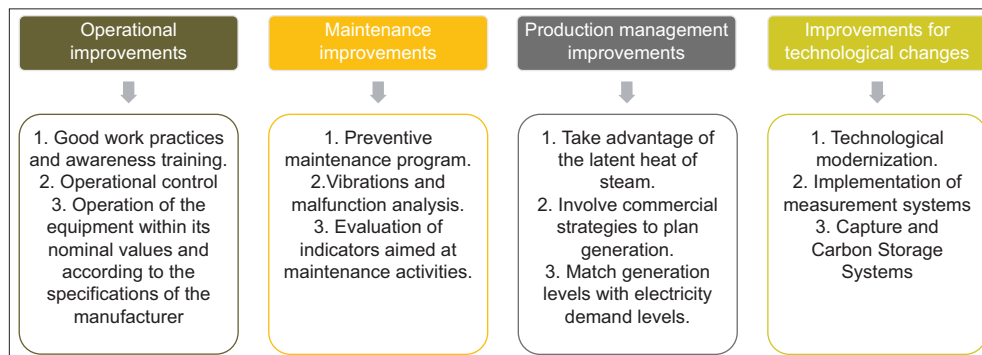 Operational
improvements
Maintenance
improvements
Production management
improvements
Improvements for
technological changes
1. Good work practices
and awareness training.
2. Operational control
3. Operation of the
equipment within its
nominal values and
according to the
specifications of the
manufacturer
1. Preventive
maintenance program.
2.Vibrations and
malfunction analysis.
3. Evaluation of
indicators aimed at
maintenance activities.
1. Take advantage of
the latent heat of
steam.
2. Involve commercial
strategies to plan
generation.
3. Match generation
levels with electricity
demand levels.
1. Technological
modernization.
2. Implementation of
measurement systems
3. Capture and
Carbon Storage
Systems